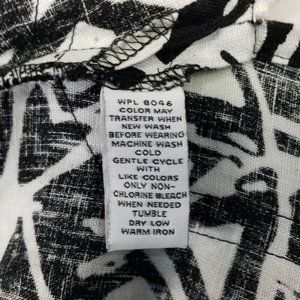 WPL 8046
COLOR MAY
TRANSFER WHEN
NEW WASH
BEFORE WEARING
MACHINE WASH
COLD
GENTLE CYCLE
WITH
LIKE COLORS
ONLY NON-
CHLORINE BLEACH
WHEN NEEDED
TUMBLE
DRY LOW
WARM IRON